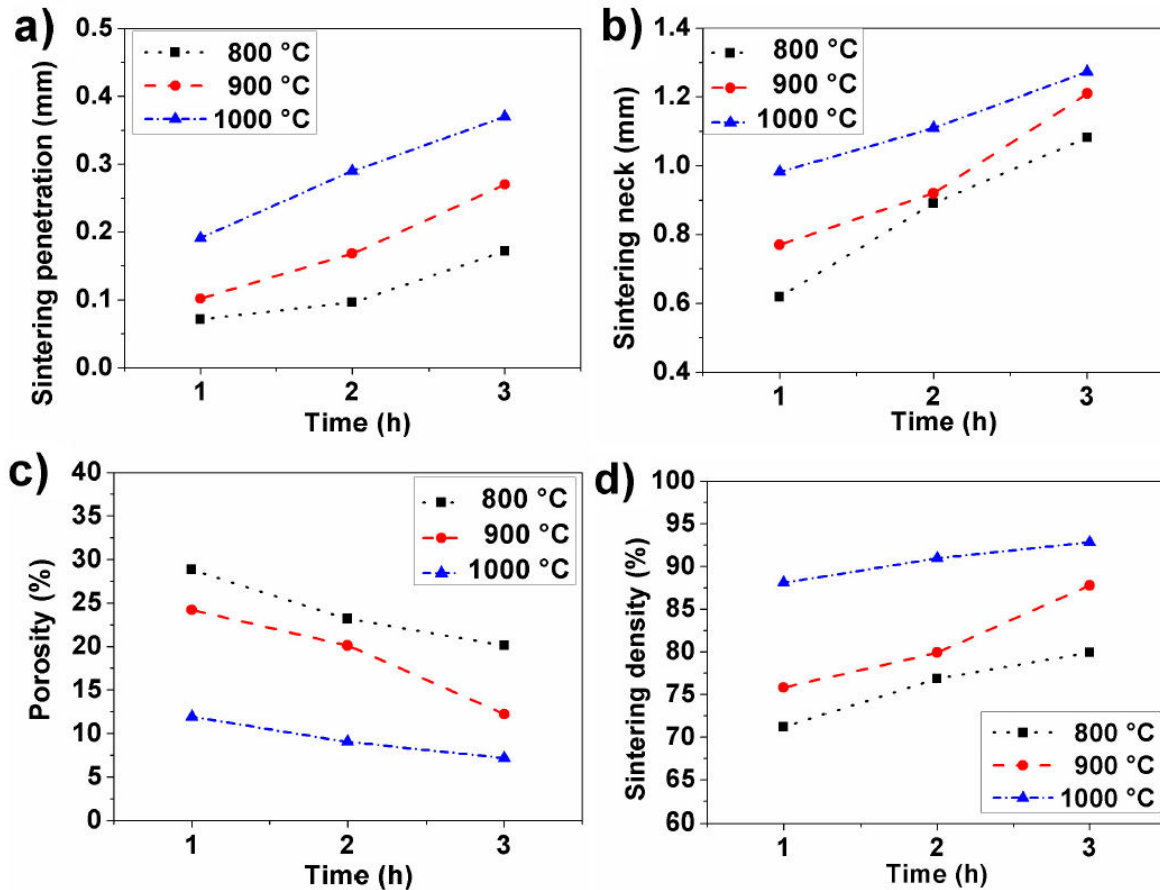 a)
Sintering penetration (mm)
0.5
0.4
0.3
0.2
0.1
0.0
800 °C
900 °C
1000 °C
1 2 3
Time (h)
b)
Sintering neck (mm)
1.4
1.2
1.0
0.8
0.6
0.4
800 °C
900 °C
1000 °C
1 2 3
Time (h)
c)
Porosity (%)
40
35
30
25
20
15
10
5
0
800 °C
900 °C
1000 °C
1 2 3
Time (h)
d)
Sintering density (%)
100
95
90
85
80
75
70
65
60
800 °C
900 °C
1000 °C
1 2 3
Time (h)